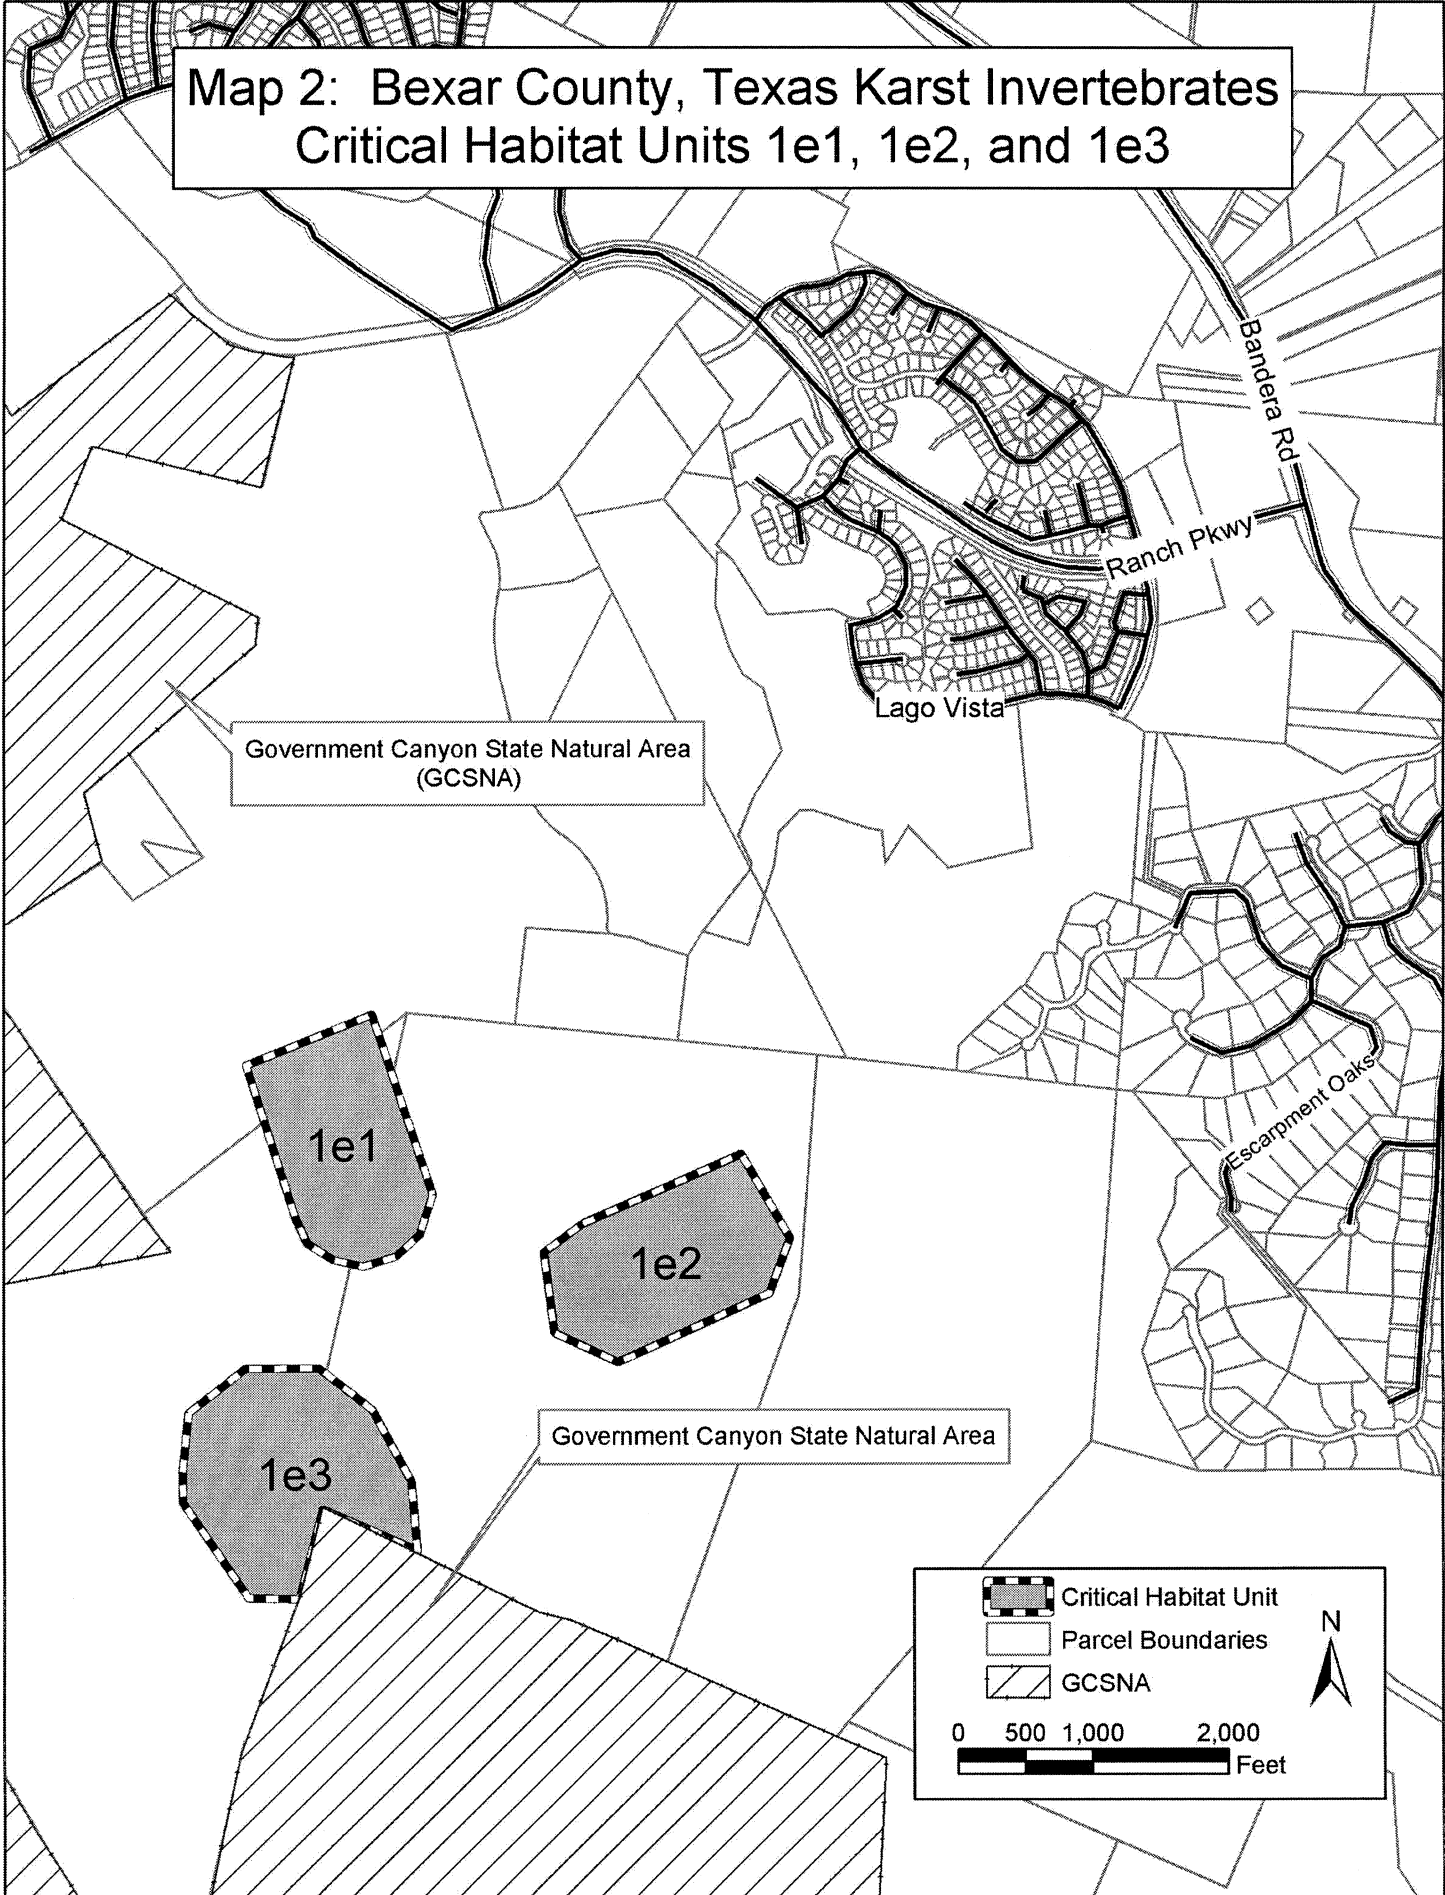 Map 2: Bexar County, Texas Karst Invertebrates
Critical Habitat Units 1e1, 1e2, and 1e3
Bandera Rd
Ranch Pkwy
Lago Vista
Government Canyon State Natural Area
(GCSNA)
Escarpment Oaks
1e1
1e2
Government Canyon State Natural Area
1e3
Critical Habitat Unit
Parcel Boundaries
GCSNA
N
0 500 1,000 2,000
Feet